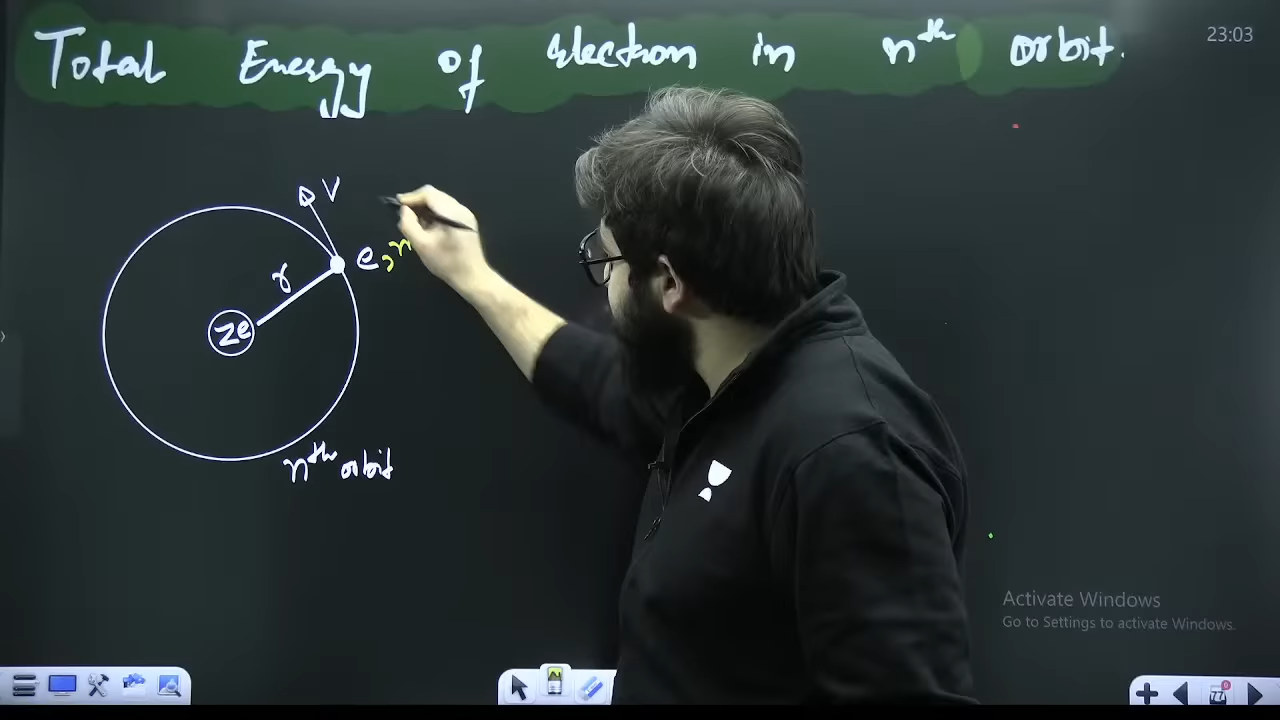 Total Energy of electron in nth orbit.
23:03
V
e,
r
ze
nth orbit
Activate Windows
Go to Settings to activate Windows.